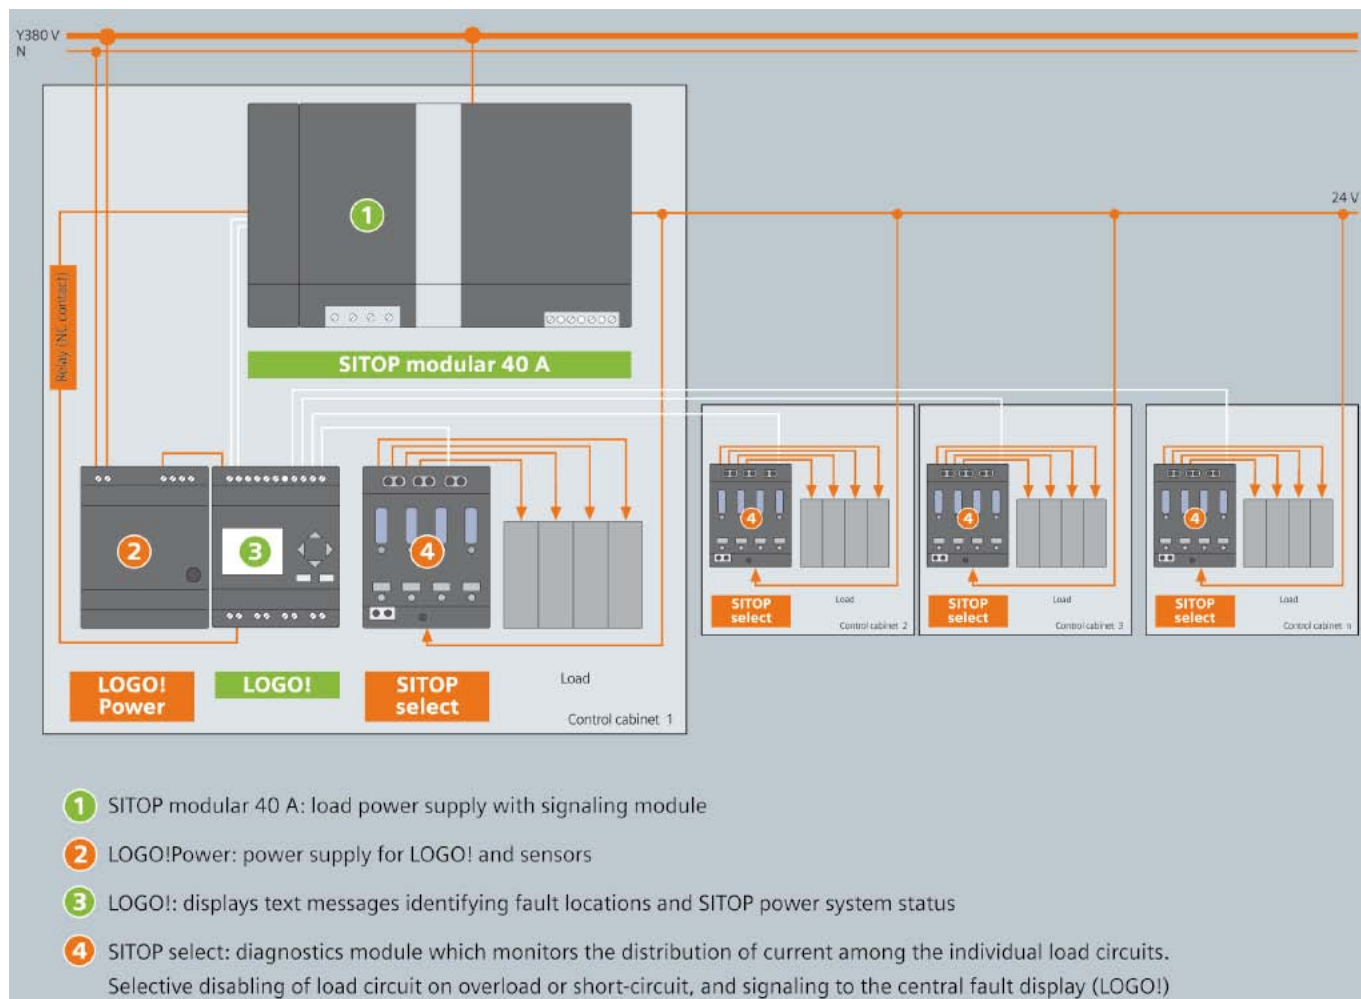 Y380 V
N
24 V
1
Relay (NC contact)
SITOP modular 40 A
2
3
4
4
4
4
LOGO!
Power
LOGO!
SITOP
select
Load
Control cabinet 1
SITOP
select
Load
Control cabinet 2
SITOP
select
Load
Control cabinet 3
SITOP
select
Load
Control cabinet n
1 SITOP modular 40 A: load power supply with signaling module
2 LOGO!Power: power supply for LOGO! and sensors
3 LOGO!: displays text messages identifying fault locations and SITOP power system status
4 SITOP select: diagnostics module which monitors the distribution of current among the individual load circuits.
Selective disabling of load circuit on overload or short-circuit, and signaling to the central fault display (LOGO!)